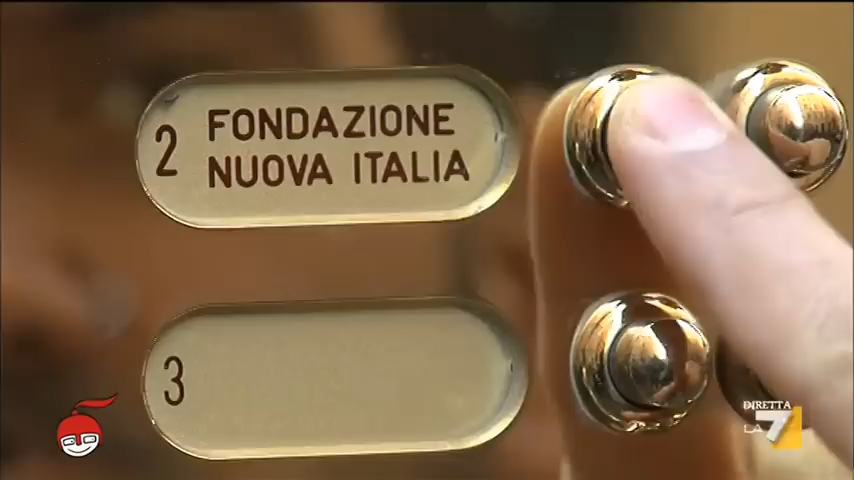 2
FONDAZIONE
NUOVA ITALIA
3
DIRETTA
LA 7